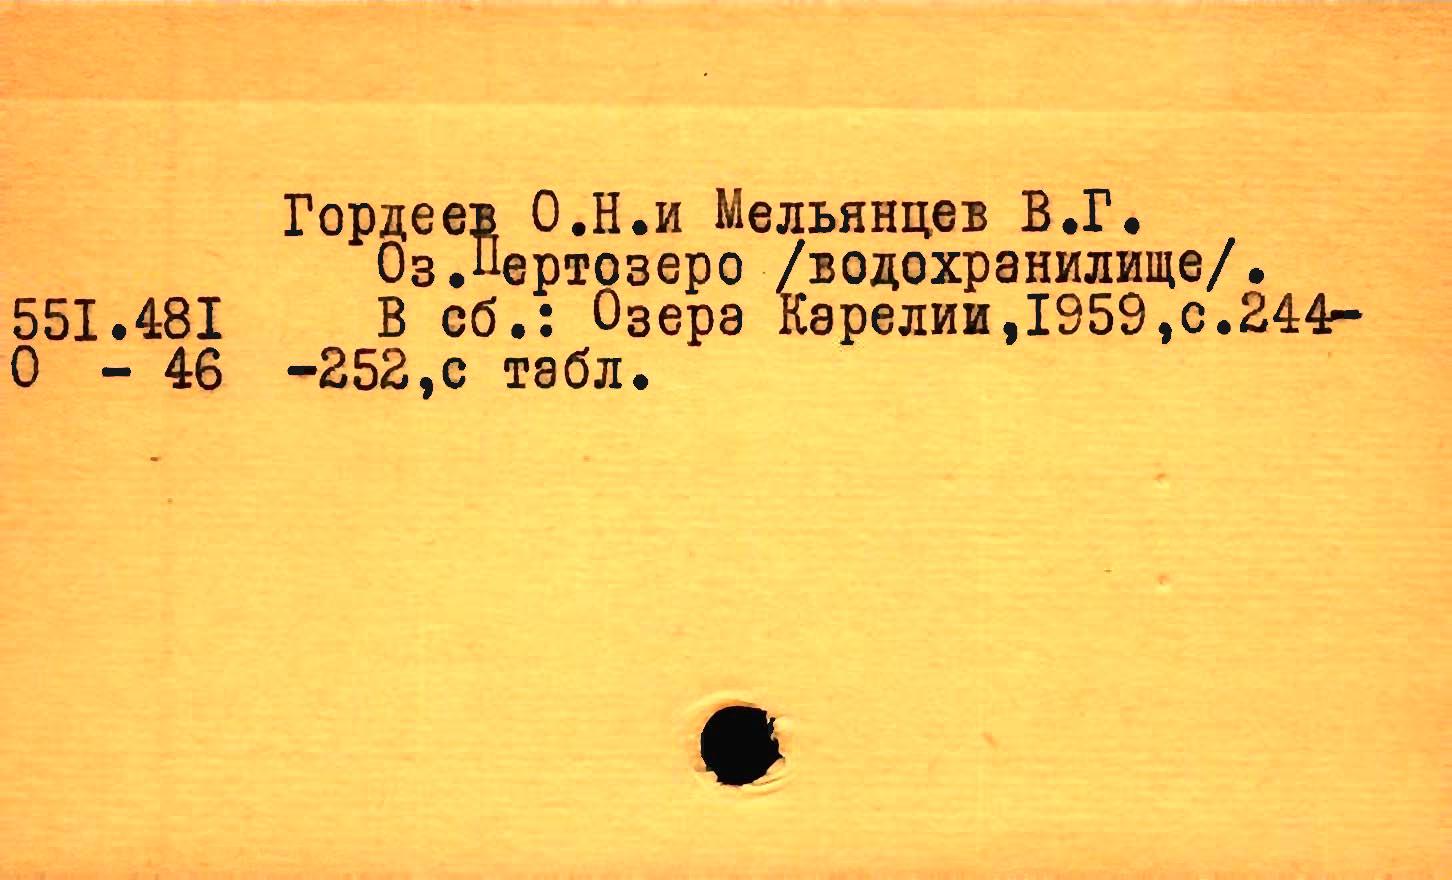 Гордеев О.Н.и Мельянцев В.Г.
Оз.Пертозеро /водохранилище/.
551.481 В сб.: Озера Карелии,1959,с.244-
О - 46 -252,с табл.